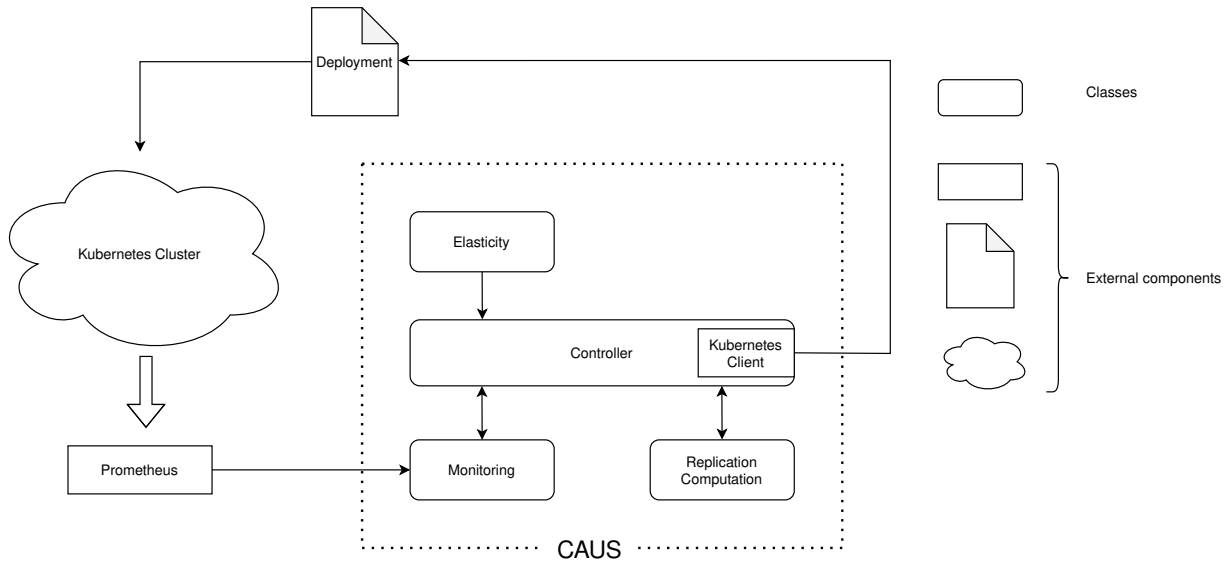 Deployment
Classes
Kubernetes Cluster
Elasticity
External components
Controller
Kubernetes
Client
Prometheus
Monitoring
Replication
Computation
CAUS